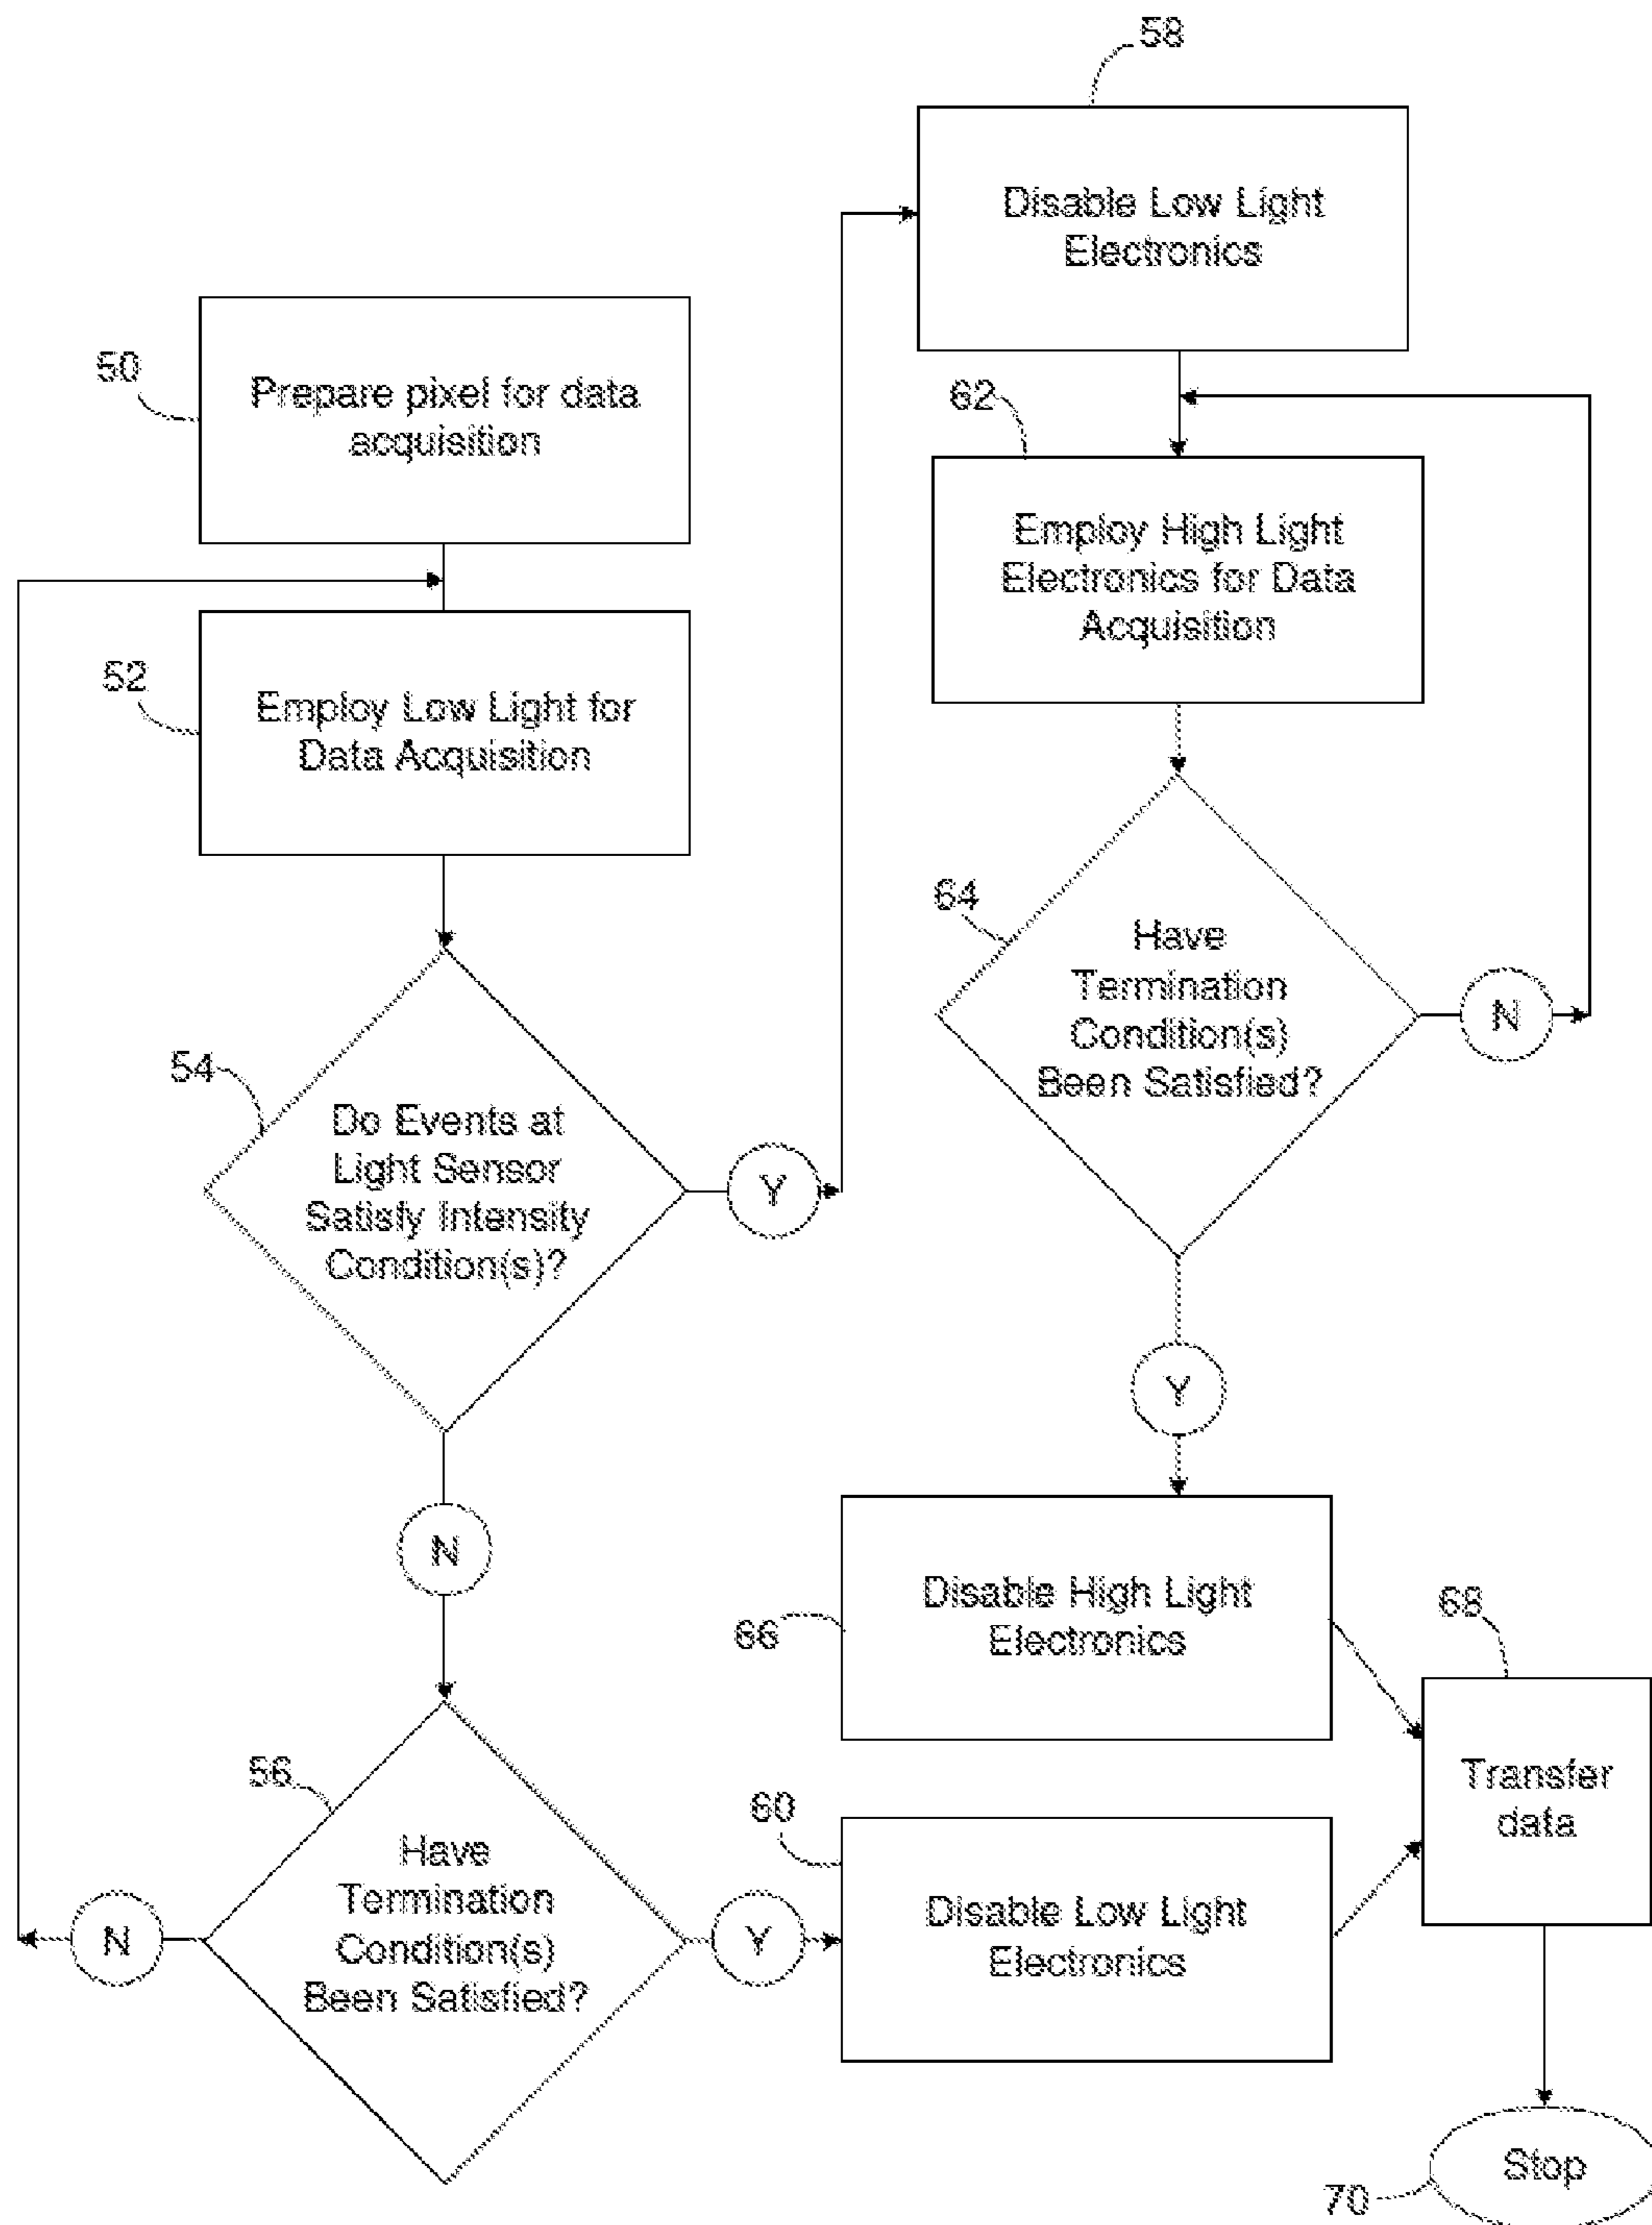 58
Disable Low Light
Electronics
50
Prepare pixel for data
acquisition
62
Employ High Light
Electronics for Data
Acquisition
52
Employ Low Light for
Data Acquisition
64
Have
Termination
Condition(s)
Been Satisfied?
N
54
Do Events at
Light Sensor
Satisfy Intensity
Condition(s)?
Y
Y
N
66
Disable High Light
Electronics
68
Transfer
data
56
Have
Termination
Condition(s)
Been Satisfied?
N
Y
60
Disable Low Light
Electronics
70
Stop